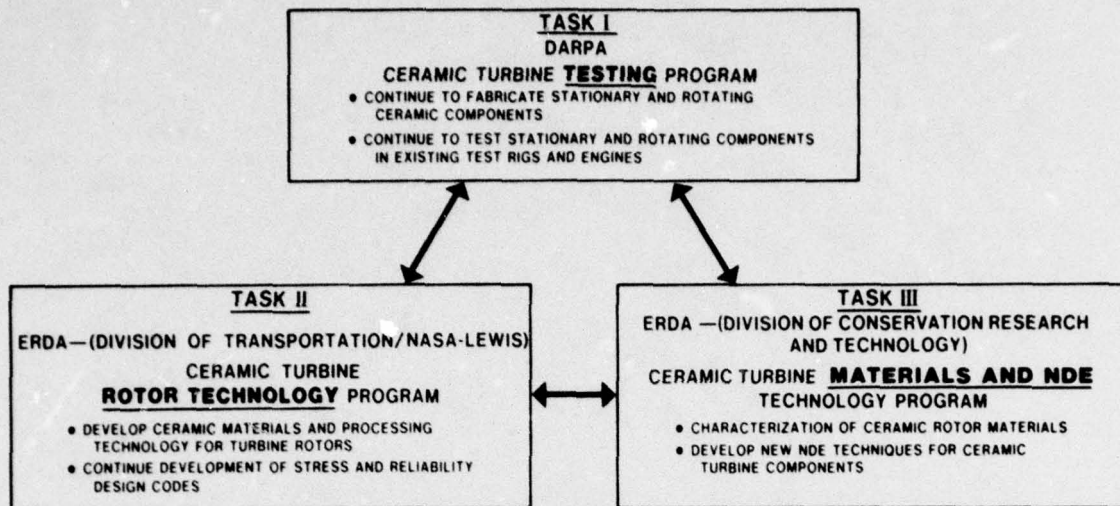 TASK I
DARPA
CERAMIC TURBINE TESTING PROGRAM
• CONTINUE TO FABRICATE STATIONARY AND ROTATING
CERAMIC COMPONENTS
• CONTINUE TO TEST STATIONARY AND ROTATING COMPONENTS
IN EXISTING TEST RIGS AND ENGINES
TASK II
ERDA—(DIVISION OF TRANSPORTATION/NASA-LEWIS)
CERAMIC TURBINE
ROTOR TECHNOLOGY PROGRAM
• DEVELOP CERAMIC MATERIALS AND PROCESSING
TECHNOLOGY FOR TURBINE ROTORS
• CONTINUE DEVELOPMENT OF STRESS AND RELIABILITY
DESIGN CODES
TASK III
ERDA —(DIVISION OF CONSERVATION RESEARCH
AND TECHNOLOGY)
CERAMIC TURBINE MATERIALS AND NDE
TECHNOLOGY PROGRAM
• CHARACTERIZATION OF CERAMIC ROTOR MATERIALS
• DEVELOP NEW NDE TECHNIQUES FOR CERAMIC
TURBINE COMPONENTS